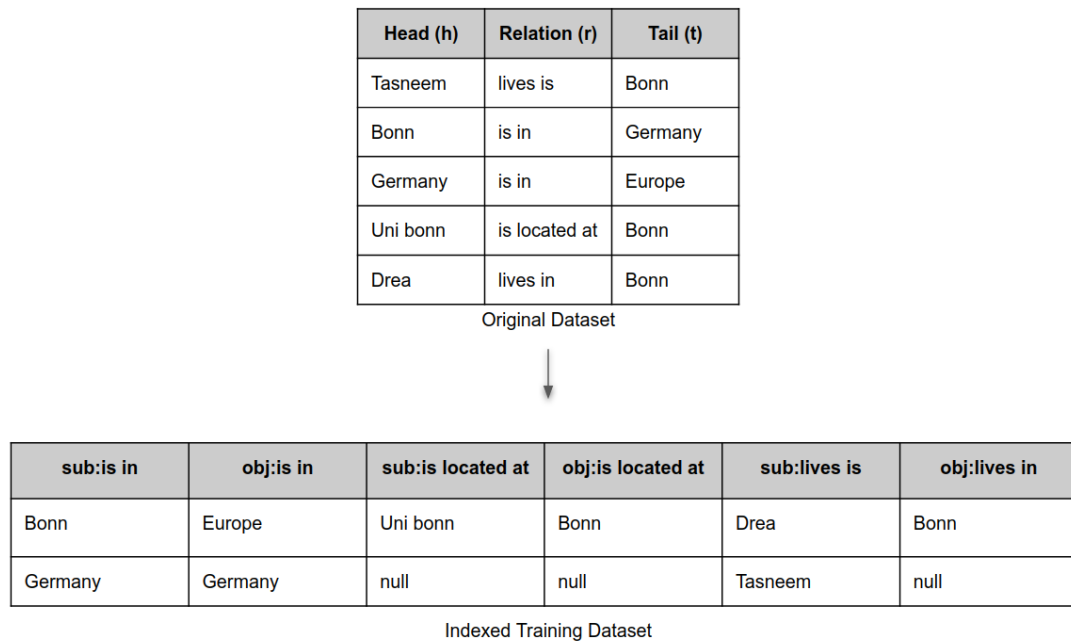 Head (h) Relation (r) Tail (t)
Tasneem lives is Bonn
Bonn is in Germany
Germany is in Europe
Uni bonn is located at Bonn
Drea lives in Bonn
Original Dataset
sub:is in obj:is in sub:is located at obj:is located at sub:lives is obj:lives in
Bonn Europe Uni bonn Bonn Drea Bonn
Germany Germany null null Tasneem null
Indexed Training Dataset